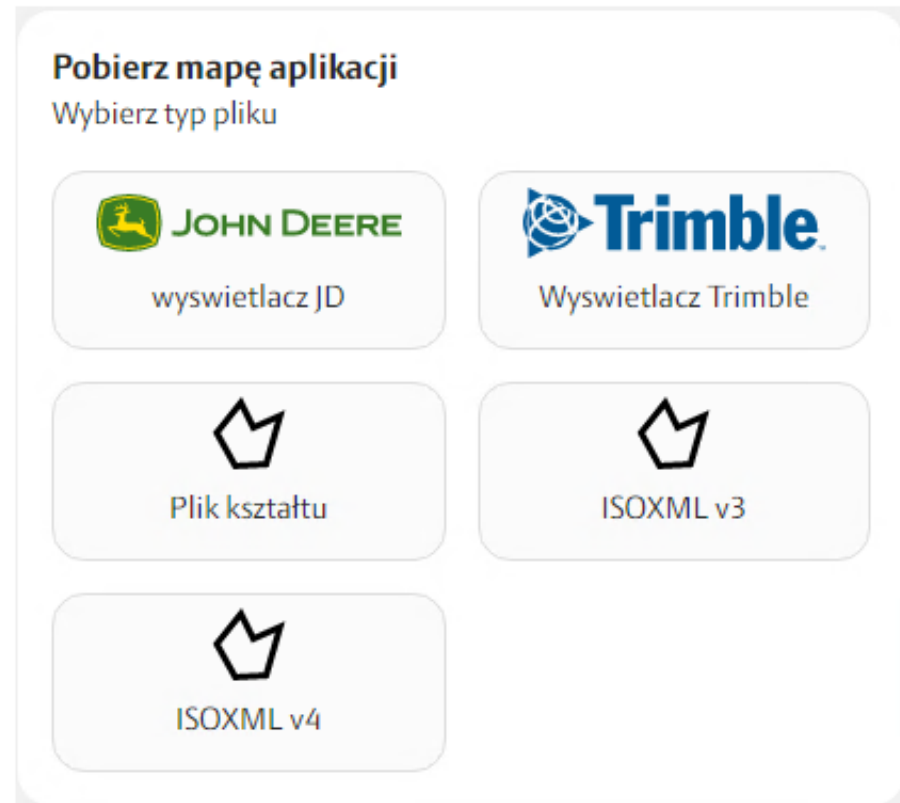 Pobierz mapę aplikacji
Wybierz typ pliku
JOHN DEERE
Trimble
wyswietlacz JD
Wyswietlacz Trimble
Plik kształtu
ISOXML v3
ISOXML v4